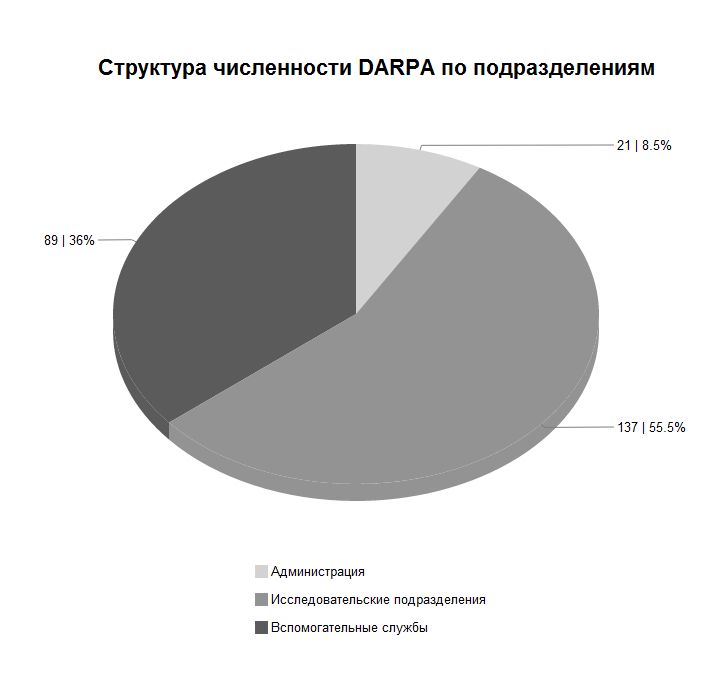 Структура численности DARPA по подразделениям
21 | 8.5%
89 | 36%
137 | 55.5%
Администрация
Исследовательские подразделения
Вспомогательные службы